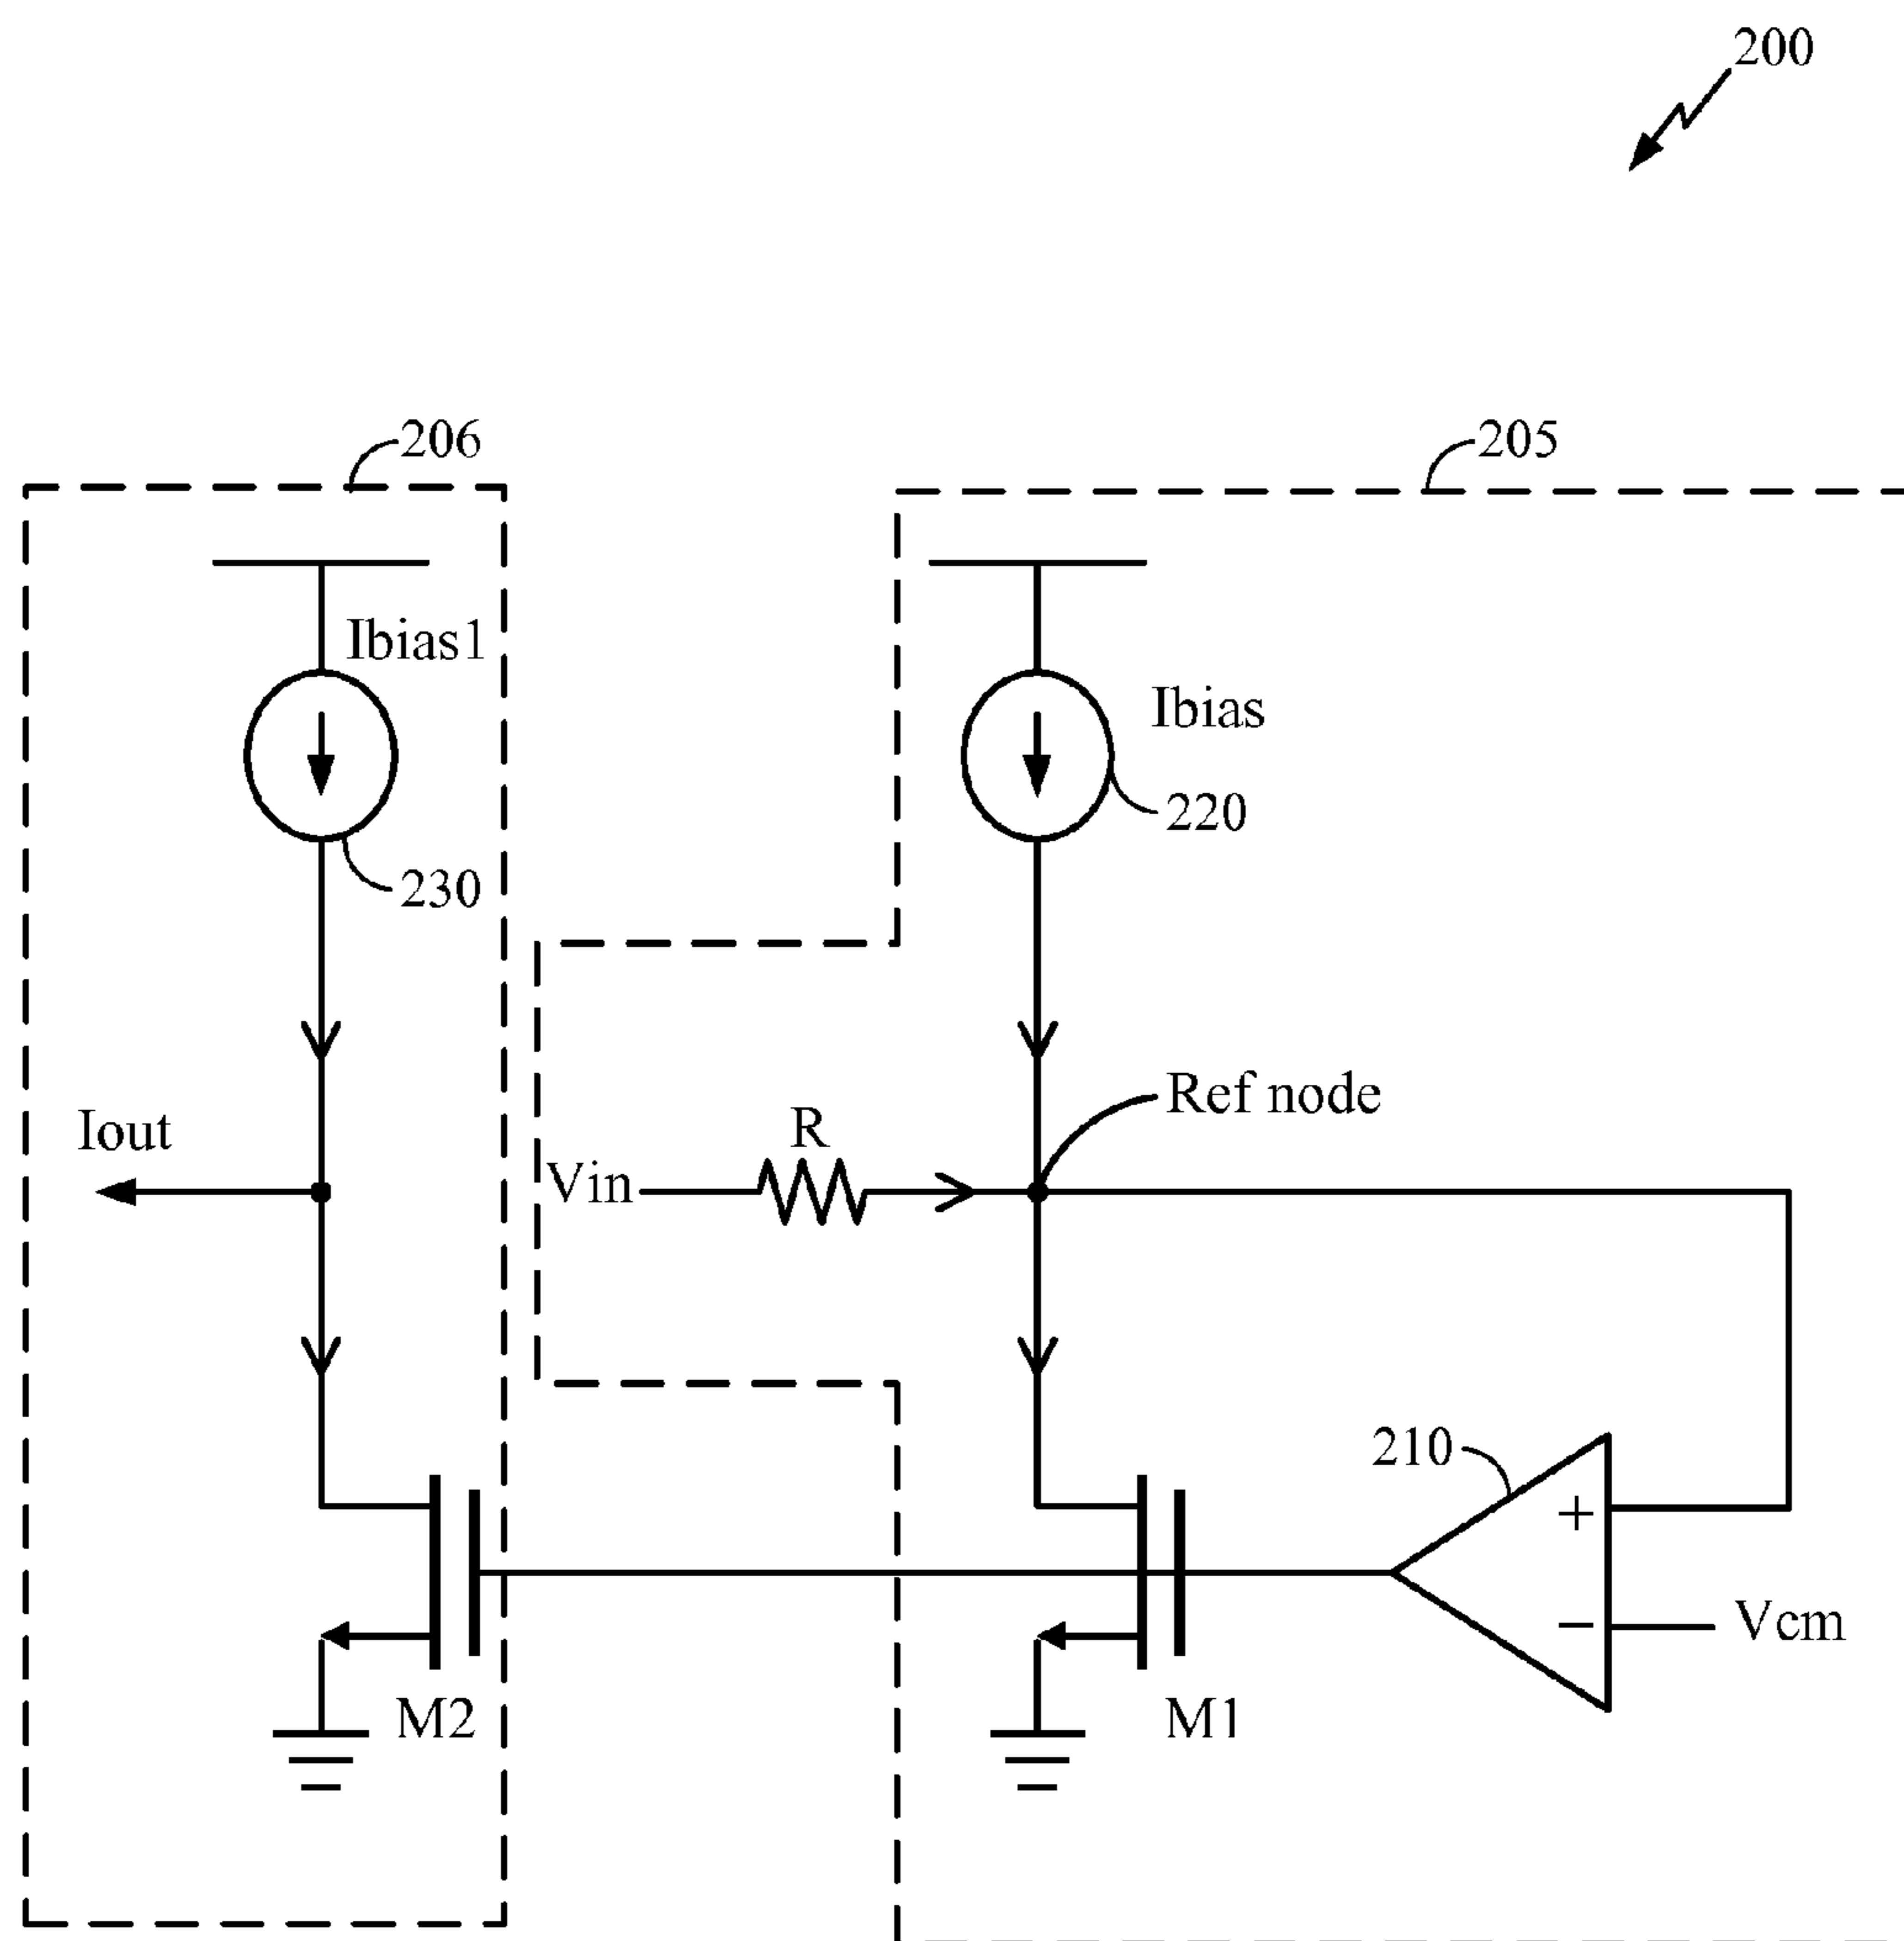 200
206
205
Ibias1
Ibias
220
230
Ref node
Iout
R
Vin
210
+
−
Vcm
M2
M1